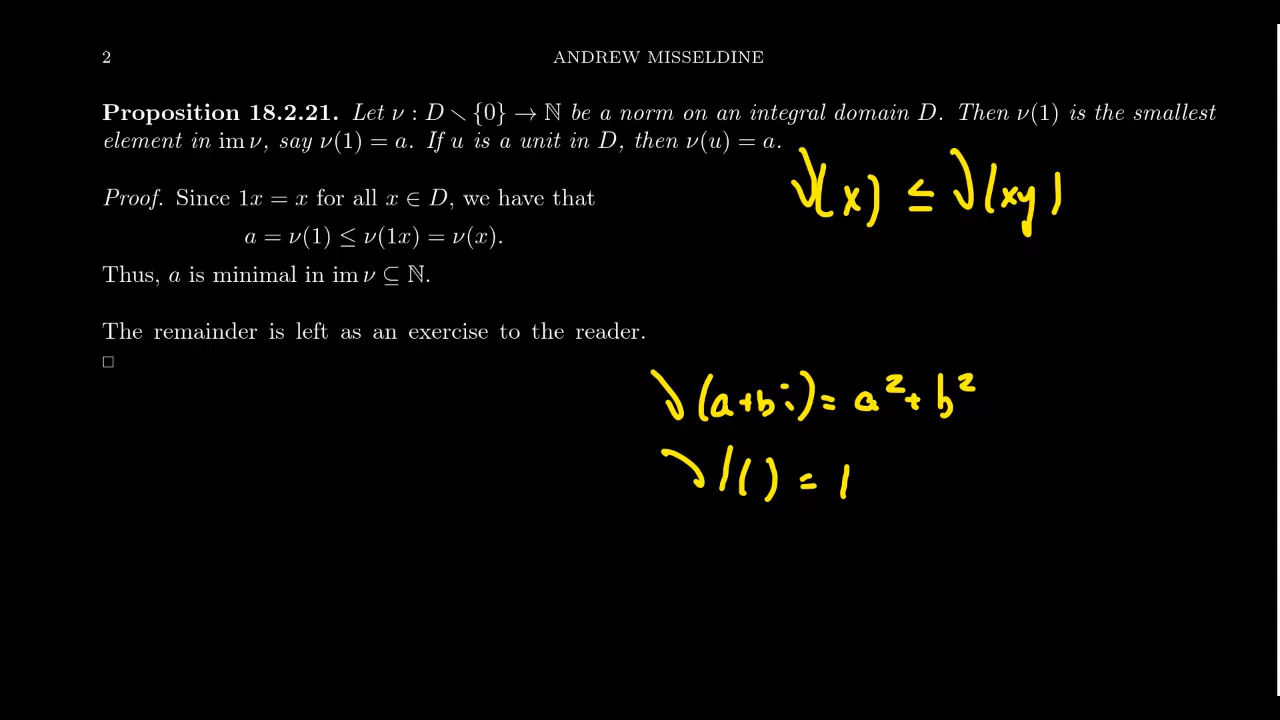 2 ANDREW MISSELDINE
Proposition 18.2.21. Let ν : D ∖ {0} → ℕ be a norm on an integral domain D. Then ν(1) is the smallest
element in im ν, say ν(1) = a. If u is a unit in D, then ν(u) = a.
ν(x) ≤ ν(xy)
Proof. Since 1x = x for all x ∈ D, we have that
a = ν(1) ≤ ν(1x) = ν(x).
Thus, a is minimal in im ν ⊆ ℕ.
The remainder is left as an exercise to the reader.
□
ν(a+bi) = a² + b²
ν(1) = 1